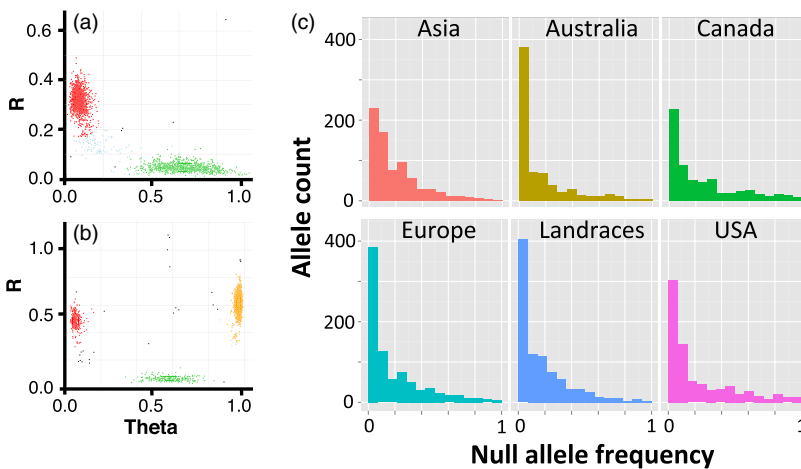 (a)
0.6
0.4
0.2
0.0
R
0.0
0.5
1.0
(b)
1.0
0.5
0.0
R
0.0
0.5
1.0
Theta
(c)
Asia
Australia
Canada
400
200
0
Allele count
Europe
Landraces
USA
400
200
0
0
1
0
1
0
1
Null allele frequency